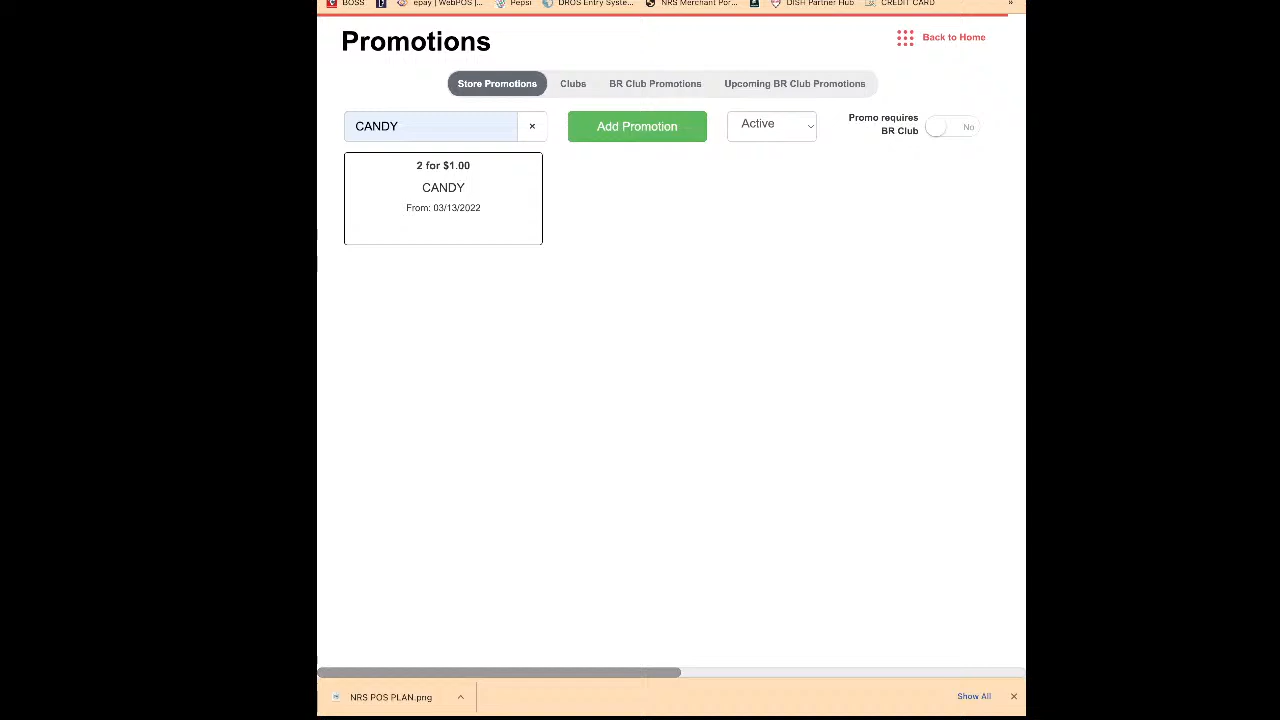 BOSS epay | WebPOS |... Pepsi DROS Entry Syste... NRS Merchant Por... DISH Partner Hub CREDIT CARD »
Promotions
Back to Home
Store Promotions Clubs BR Club Promotions Upcoming BR Club Promotions
CANDY × Add Promotion Active Promo requires
BR Club No
2 for $1.00
CANDY
From: 03/13/2022
NRS POS PLAN.png Show All ×